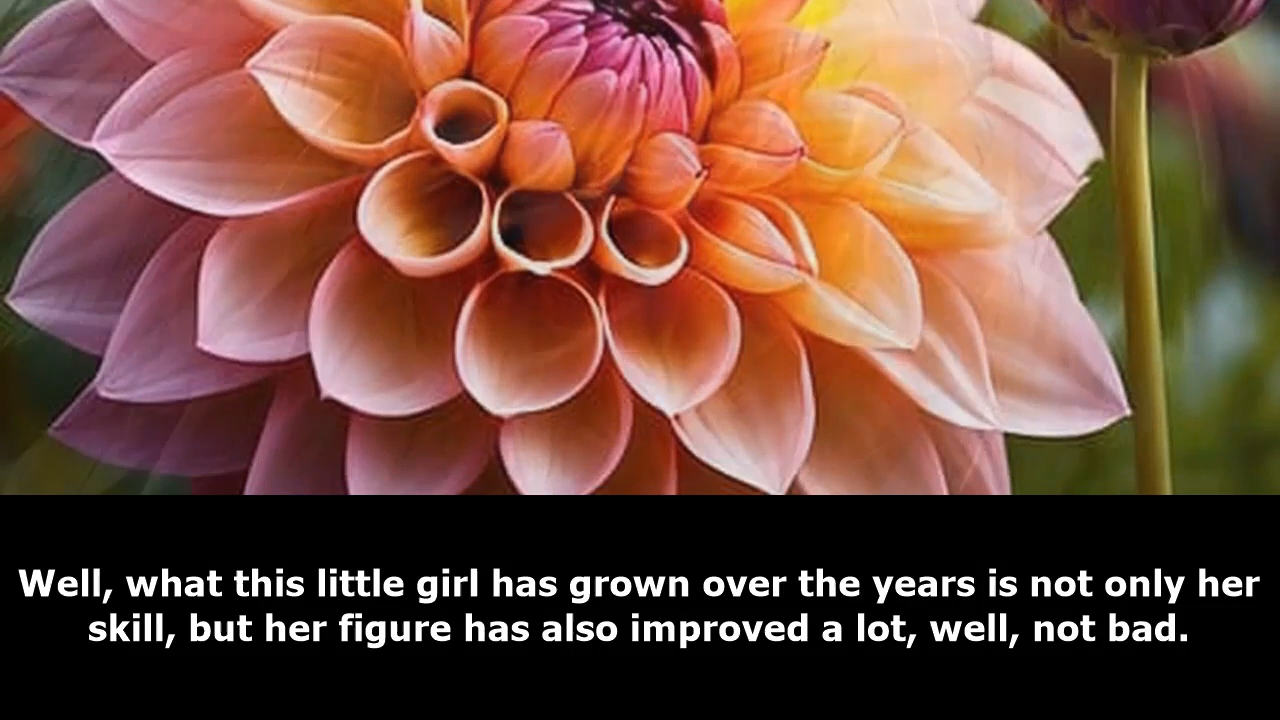 Well, what this little girl has grown over the years is not only her
skill, but her figure has also improved a lot, well, not bad.